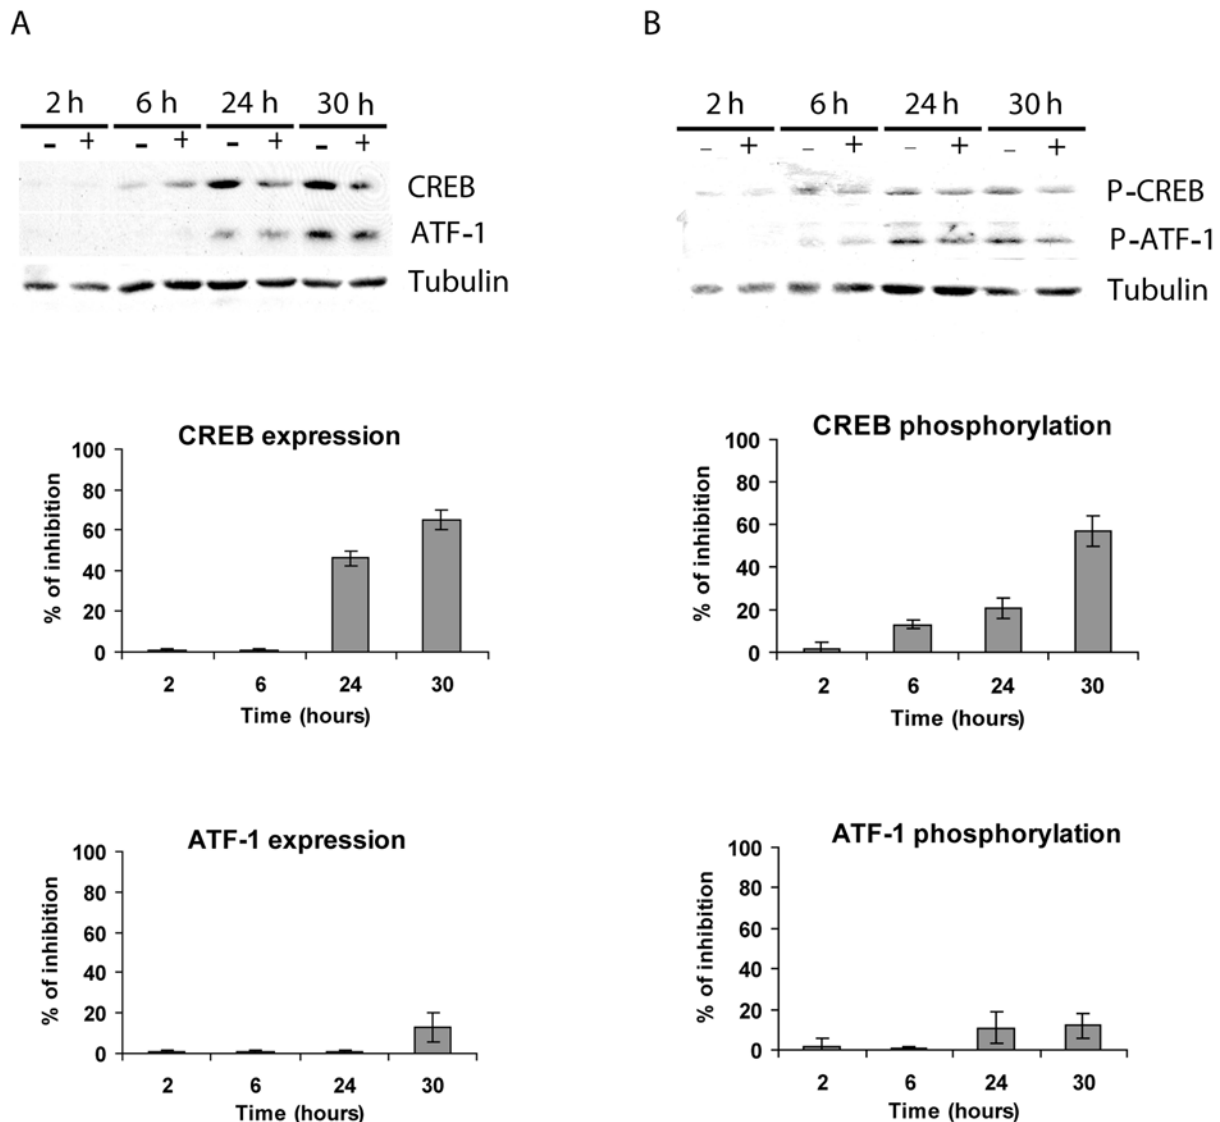 A
2 h 6 h 24 h 30 h
- + - + - + - +
CREB
ATF-1
Tubulin
CREB expression
% of inhibition
100
80
60
40
20
0
2 6 24 30
Time (hours)
ATF-1 expression
% of inhibition
100
80
60
40
20
0
2 6 24 30
Time (hours)
B
2 h 6 h 24 h 30 h
- + - + - + - +
P-CREB
P-ATF-1
Tubulin
CREB phosphorylation
% of inhibition
100
80
60
40
20
0
2 6 24 30
Time (hours)
ATF-1 phosphorylation
% of inhibition
100
80
60
40
20
0
2 6 24 30
Time (hours)